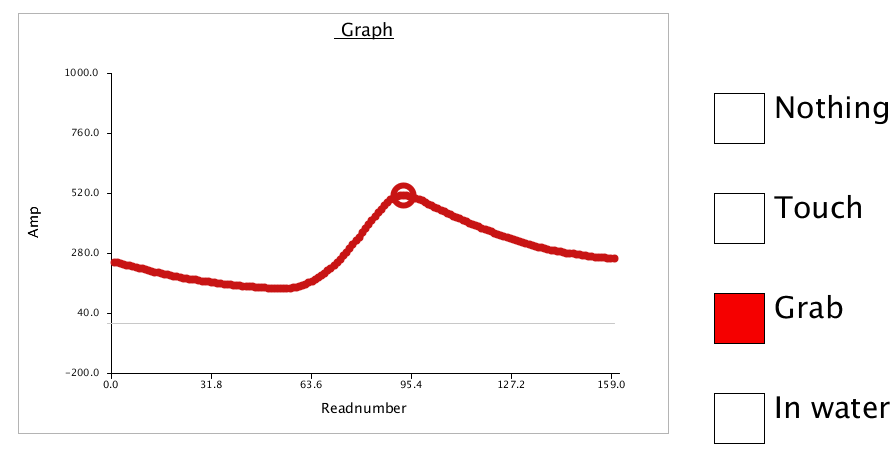 Graph
1000.0
760.0
520.0
280.0
40.0
-200.0
Amp
0.0 31.8 63.6 95.4 127.2 159.0
Readnumber
Nothing
Touch
Grab
In water